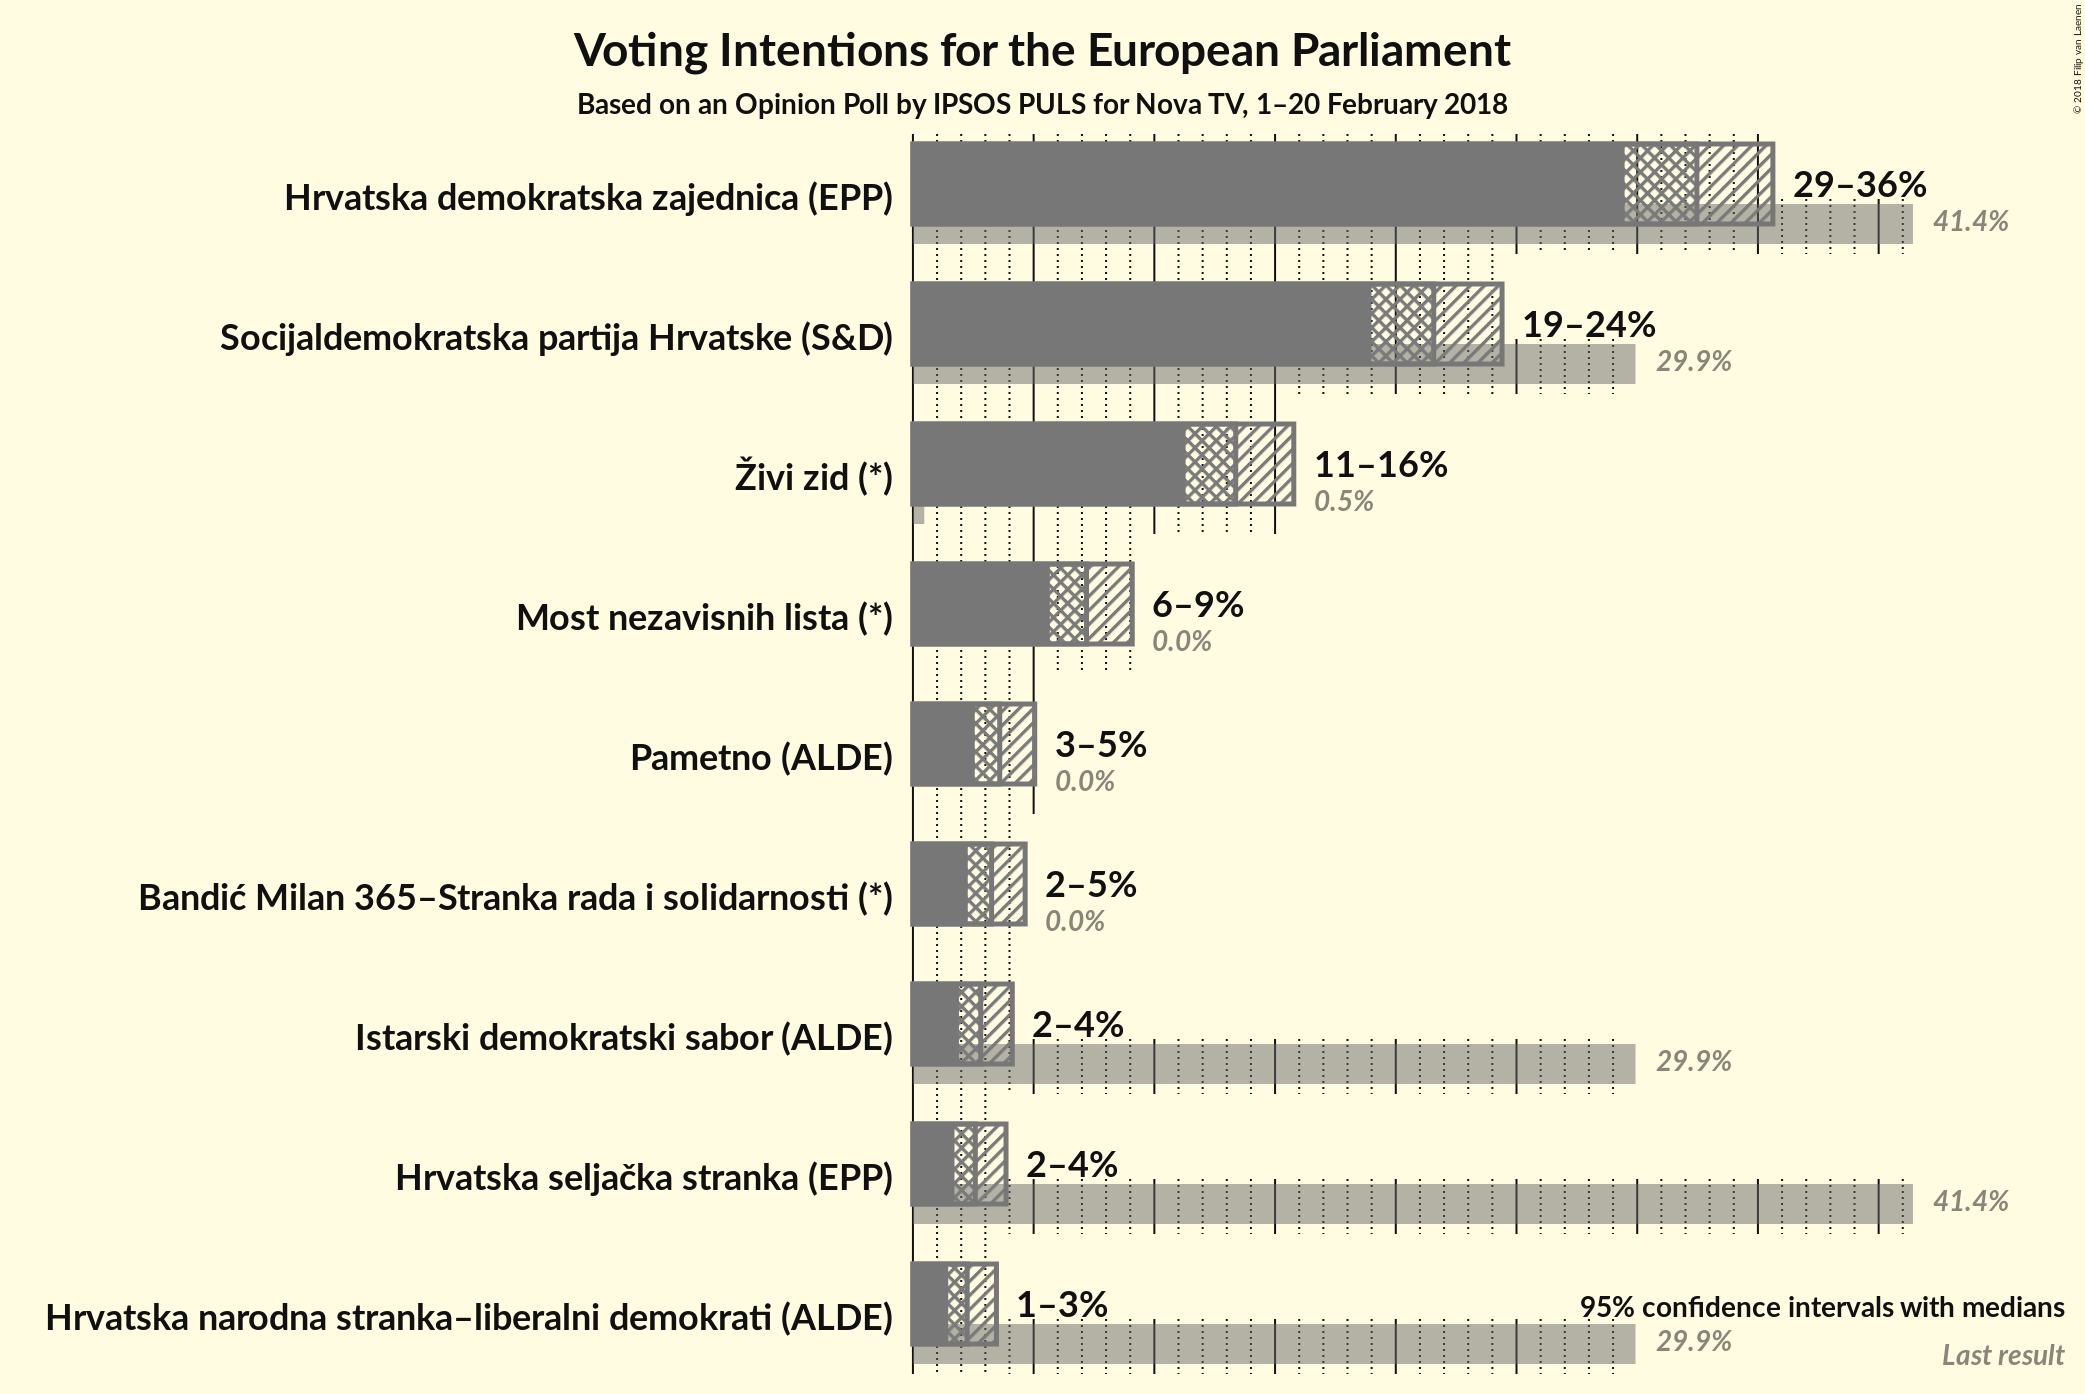 Voting Intentions for the European Parliament
Based on an Opinion Poll by IPSOS PULS for Nova TV, 1–20 February 2018
© 2018 Filip van Laenen
Hrvatska demokratska zajednica (EPP)
29–36%
41.4%
Socijaldemokratska partija Hrvatske (S&D)
19–24%
29.9%
Živi zid (*)
11–16%
0.5%
Most nezavisnih lista (*)
6–9%
0.0%
Pametno (ALDE)
3–5%
0.0%
Bandić Milan 365–Stranka rada i solidarnosti (*)
2–5%
0.0%
Istarski demokratski sabor (ALDE)
2–4%
29.9%
Hrvatska seljačka stranka (EPP)
2–4%
41.4%
Hrvatska narodna stranka–liberalni demokrati (ALDE)
1–3%
29.9%
95% confidence intervals with medians
Last result